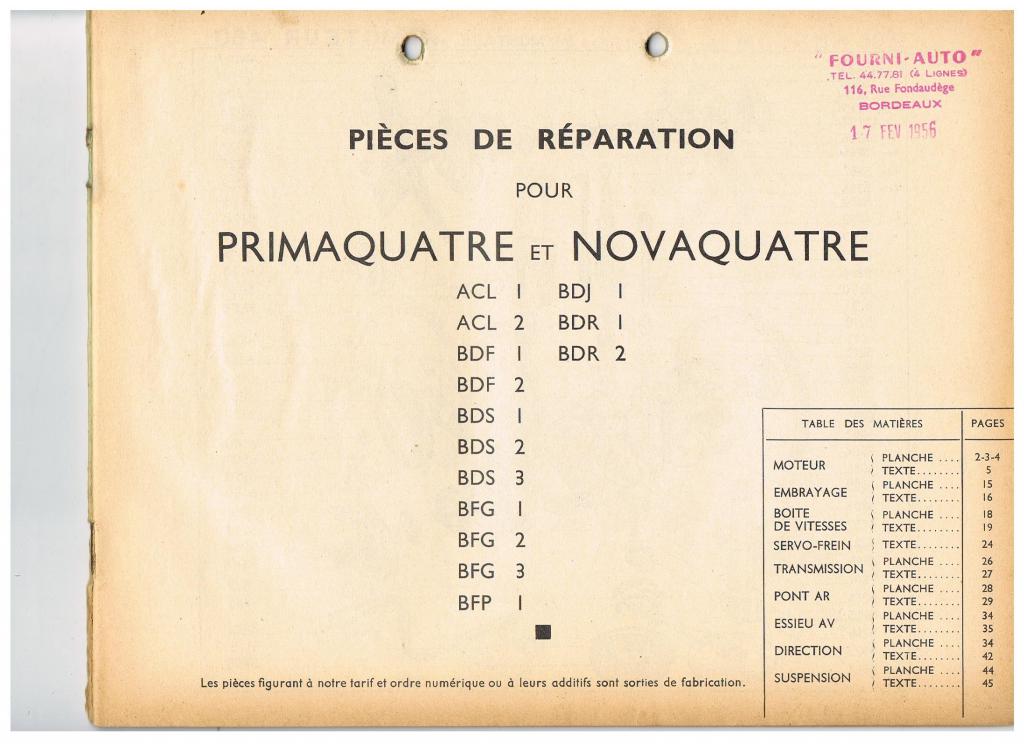 " FOURNI-AUTO "
TEL. 44.77.81 (4 LIGNES)
116, Rue Fondaudège
BORDEAUX
17 FEV 1956
PIÈCES DE RÉPARATION
POUR
PRIMAQUATRE ET NOVAQUATRE
ACL 1 BDJ 1
ACL 2 BDR 1
BDF 1 BDR 2
BDF 2
BDS 1
BDS 2
BDS 3
BFG 1
BFG 2
BFG 3
BFP 1
TABLE DES MATIÈRES PAGES
MOTEUR PLANCHE .... 2-3-4
TEXTE........ 5
EMBRAYAGE PLANCHE .... 15
TEXTE........ 16
BOITE DE VITESSES PLANCHE .... 18
TEXTE........ 19
SERVO-FREIN TEXTE........ 24
TRANSMISSION PLANCHE .... 26
TEXTE........ 27
PONT AR PLANCHE .... 28
TEXTE........ 29
ESSIEU AV PLANCHE .... 34
TEXTE........ 35
DIRECTION PLANCHE .... 34
TEXTE........ 42
SUSPENSION PLANCHE .... 44
TEXTE........ 45
Les pièces figurant à notre tarif et ordre numérique ou à leurs additifs sont sorties de fabrication.